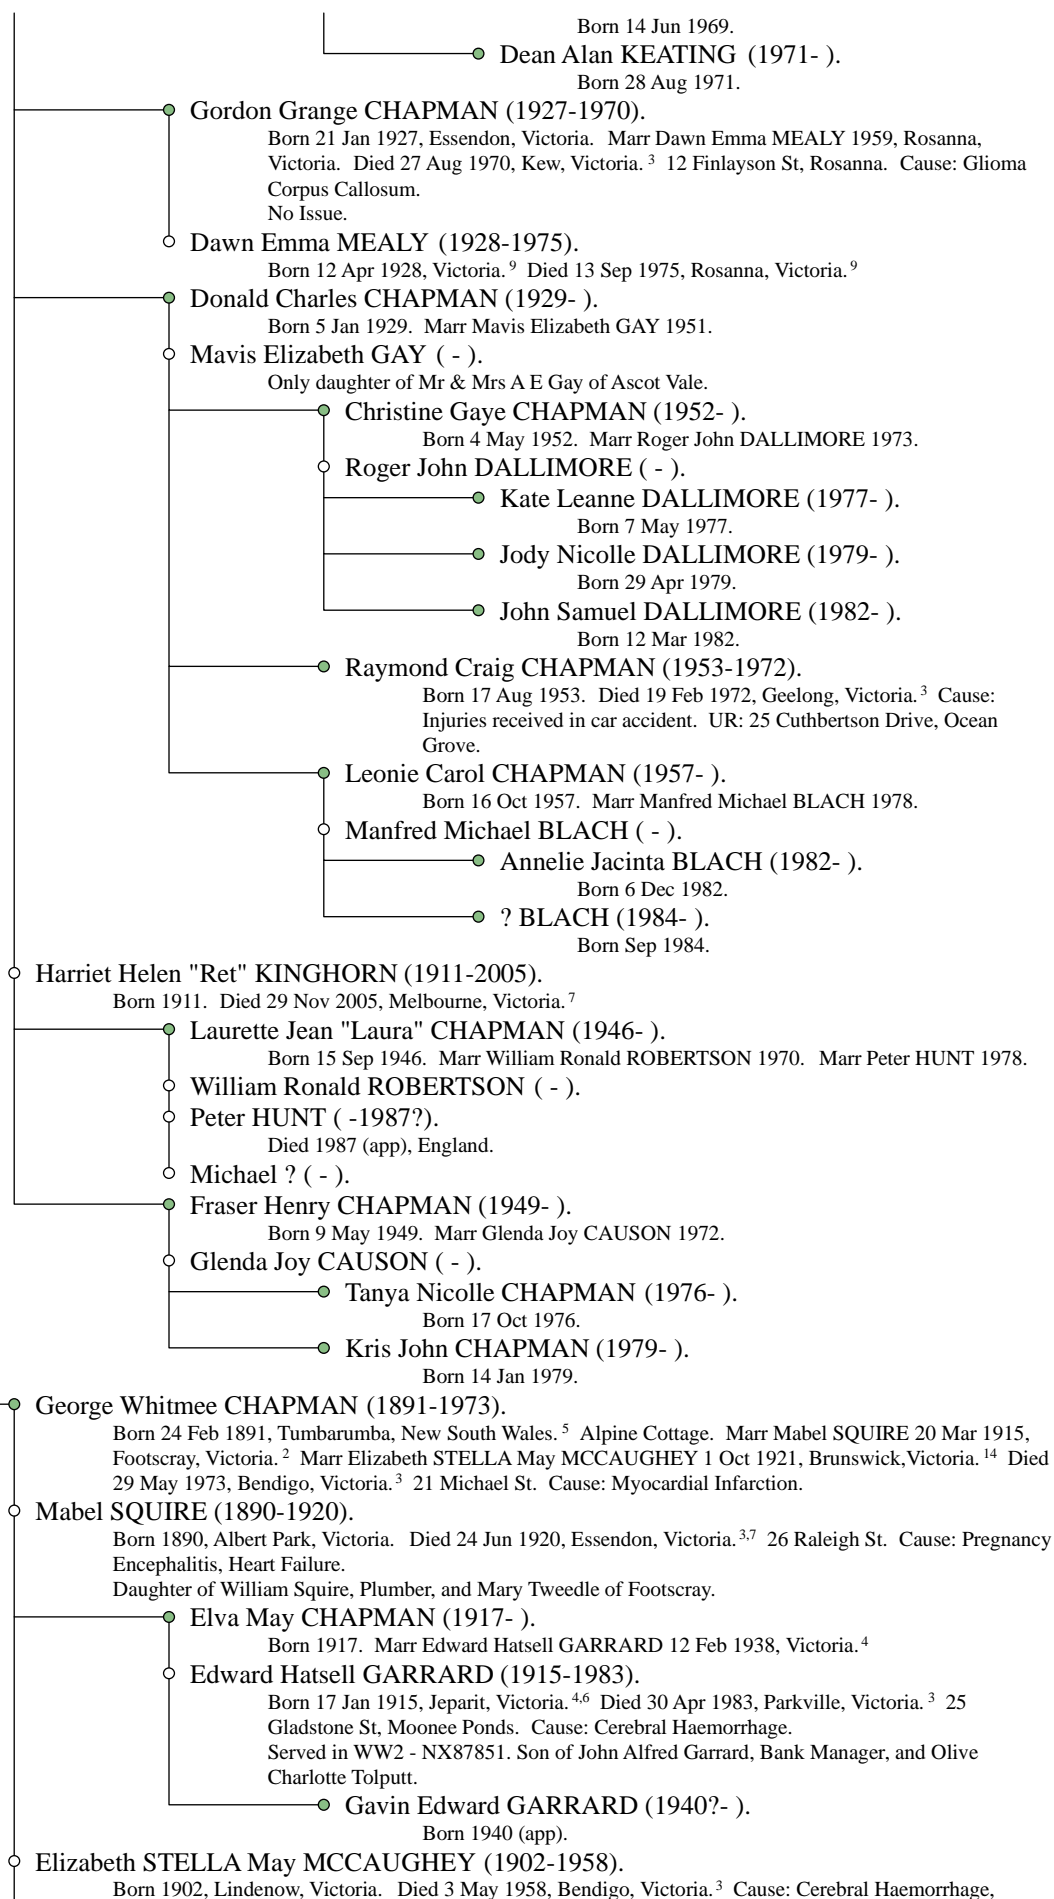 Born 14 Jun 1969.
Dean Alan KEATING (1971- ).
Born 28 Aug 1971.
Gordon Grange CHAPMAN (1927-1970).
Born 21 Jan 1927, Essendon, Victoria. Marr Dawn Emma MEALY 1959, Rosanna,
Victoria. Died 27 Aug 1970, Kew, Victoria. 3 12 Finlayson St, Rosanna. Cause: Glioma
Corpus Callosum.
No Issue.
Dawn Emma MEALY (1928-1975).
Born 12 Apr 1928, Victoria. 9 Died 13 Sep 1975, Rosanna, Victoria. 9
Donald Charles CHAPMAN (1929- ).
Born 5 Jan 1929. Marr Mavis Elizabeth GAY 1951.
Mavis Elizabeth GAY ( - ).
Only daughter of Mr & Mrs A E Gay of Ascot Vale.
Christine Gaye CHAPMAN (1952- ).
Born 4 May 1952. Marr Roger John DALLIMORE 1973.
Roger John DALLIMORE ( - ).
Kate Leanne DALLIMORE (1977- ).
Born 7 May 1977.
Jody Nicolle DALLIMORE (1979- ).
Born 29 Apr 1979.
John Samuel DALLIMORE (1982- ).
Born 12 Mar 1982.
Raymond Craig CHAPMAN (1953-1972).
Born 17 Aug 1953. Died 19 Feb 1972, Geelong, Victoria. 3 Cause:
Injuries received in car accident. UR: 25 Cuthbertson Drive, Ocean
Grove.
Leonie Carol CHAPMAN (1957- ).
Born 16 Oct 1957. Marr Manfred Michael BLACH 1978.
Manfred Michael BLACH ( - ).
Annelie Jacinta BLACH (1982- ).
Born 6 Dec 1982.
? BLACH (1984- ).
Born Sep 1984.
Harriet Helen "Ret" KINGHORN (1911-2005).
Born 1911. Died 29 Nov 2005, Melbourne, Victoria. 7
Laurette Jean "Laura" CHAPMAN (1946- ).
Born 15 Sep 1946. Marr William Ronald ROBERTSON 1970. Marr Peter HUNT 1978.
William Ronald ROBERTSON ( - ).
Peter HUNT ( -1987?).
Died 1987 (app), England.
Michael ? ( - ).
Fraser Henry CHAPMAN (1949- ).
Born 9 May 1949. Marr Glenda Joy CAUSON 1972.
Glenda Joy CAUSON ( - ).
Tanya Nicolle CHAPMAN (1976- ).
Born 17 Oct 1976.
Kris John CHAPMAN (1979- ).
Born 14 Jan 1979.
George Whitmee CHAPMAN (1891-1973).
Born 24 Feb 1891, Tumbarumba, New South Wales. 5 Alpine Cottage. Marr Mabel SQUIRE 20 Mar 1915,
Footscray, Victoria. 2 Marr Elizabeth STELLA May MCCAUGHEY 1 Oct 1921, Brunswick,Victoria. 14 Died
29 May 1973, Bendigo, Victoria. 3 21 Michael St. Cause: Myocardial Infarction.
Mabel SQUIRE (1890-1920).
Born 1890, Albert Park, Victoria. Died 24 Jun 1920, Essendon, Victoria. 3,7 26 Raleigh St. Cause: Pregnancy
Encephalitis, Heart Failure.
Daughter of William Squire, Plumber, and Mary Tweedle of Footscray.
Elva May CHAPMAN (1917- ).
Born 1917. Marr Edward Hatsell GARRARD 12 Feb 1938, Victoria. 4
Edward Hatsell GARRARD (1915-1983).
Born 17 Jan 1915, Jeparit, Victoria. 4,6 Died 30 Apr 1983, Parkville, Victoria. 3 25
Gladstone St, Moonee Ponds. Cause: Cerebral Haemorrhage.
Served in WW2 - NX87851. Son of John Alfred Garrard, Bank Manager, and Olive
Charlotte Tolputt.
Gavin Edward GARRARD (1940?- ).
Born 1940 (app).
Elizabeth STELLA May MCCAUGHEY (1902-1958).
Born 1902, Lindenow, Victoria. Died 3 May 1958, Bendigo, Victoria. 3 Cause: Cerebral Haemorrhage,